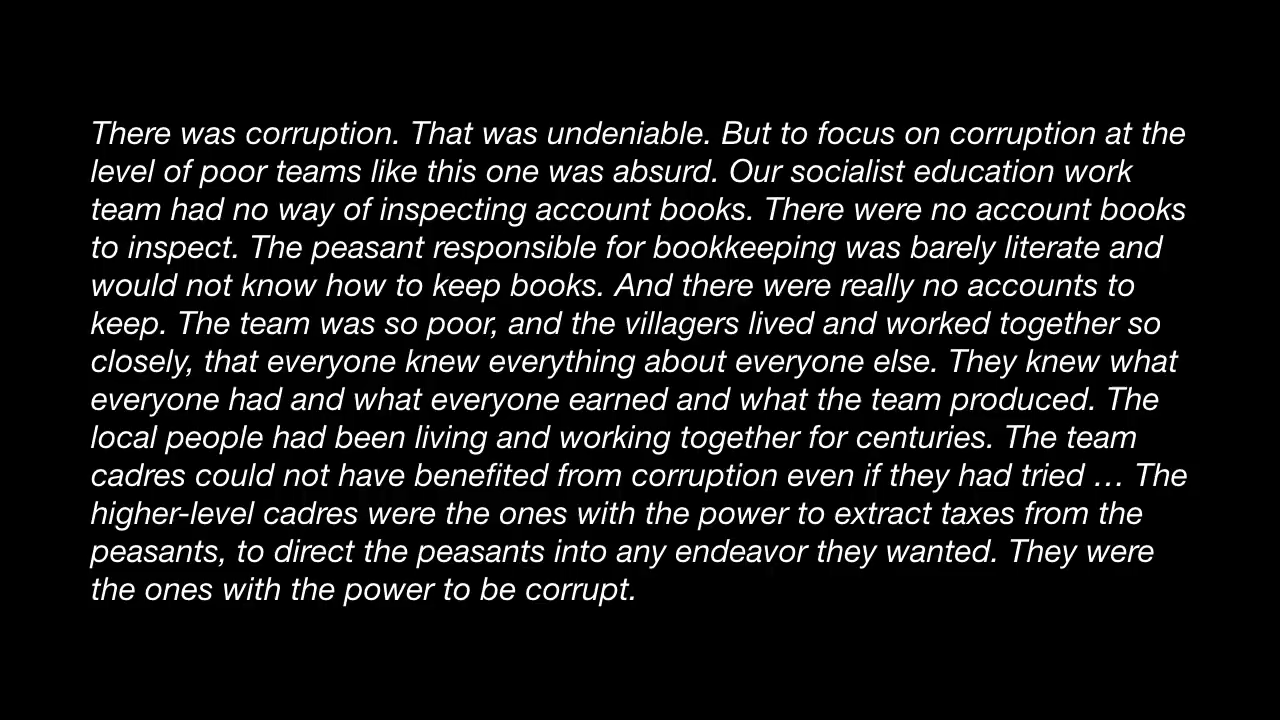 There was corruption. That was undeniable. But to focus on corruption at the
level of poor teams like this one was absurd. Our socialist education work
team had no way of inspecting account books. There were no account books
to inspect. The peasant responsible for bookkeeping was barely literate and
would not know how to keep books. And there were really no accounts to
keep. The team was so poor, and the villagers lived and worked together so
closely, that everyone knew everything about everyone else. They knew what
everyone had and what everyone earned and what the team produced. The
local people had been living and working together for centuries. The team
cadres could not have benefited from corruption even if they had tried … The
higher-level cadres were the ones with the power to extract taxes from the
peasants, to direct the peasants into any endeavor they wanted. They were
the ones with the power to be corrupt.